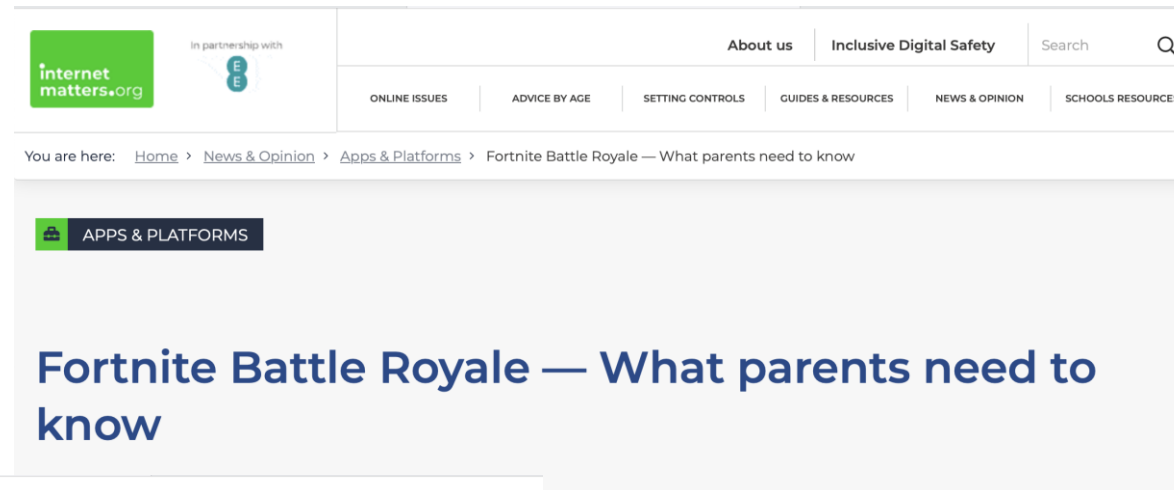 internet
matters.org
In partnership with
E
E
About us
Inclusive Digital Safety
Search
ONLINE ISSUES
ADVICE BY AGE
SETTING CONTROLS
GUIDES & RESOURCES
NEWS & OPINION
SCHOOLS RESOURCES
You are here: Home > News & Opinion > Apps & Platforms > Fortnite Battle Royale — What parents need to know
APPS & PLATFORMS
Fortnite Battle Royale — What parents need to
know